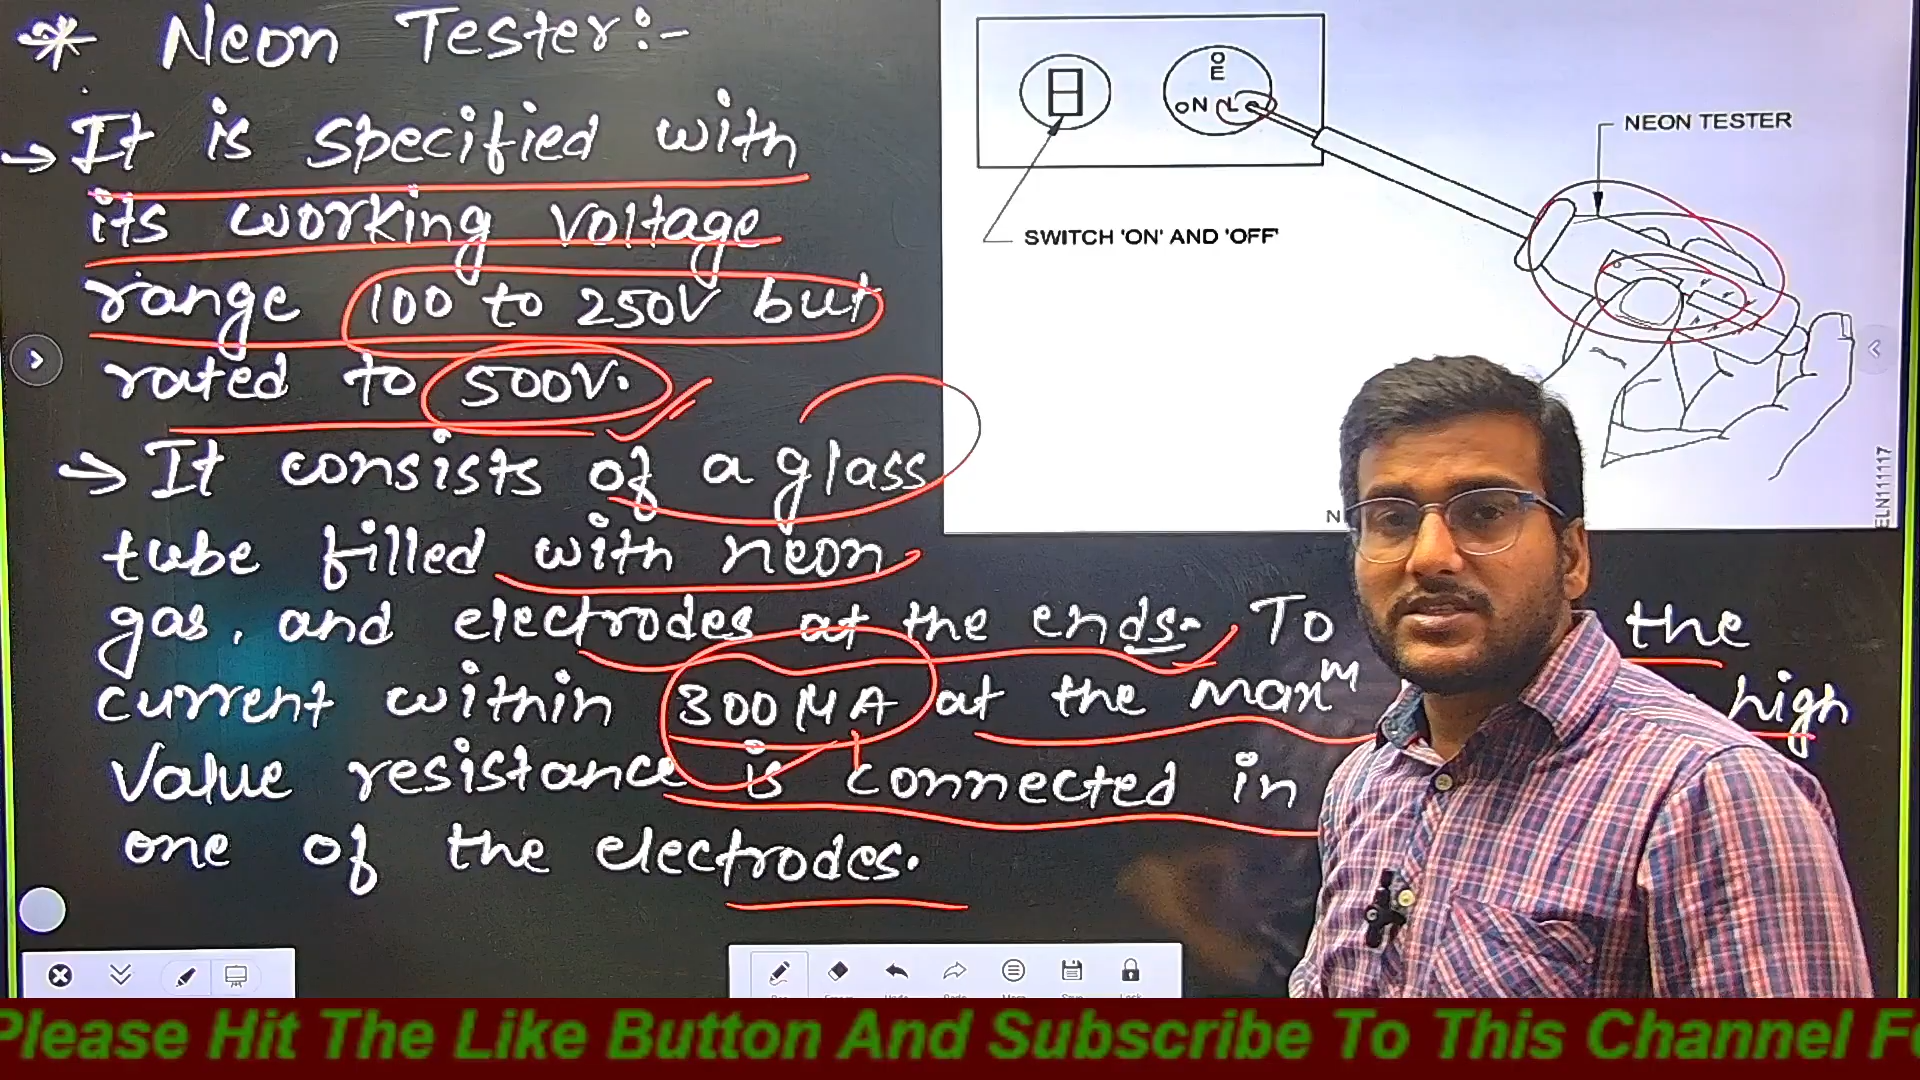 * Neon Tester:-
→ It is specified with
its working voltage
range 100 to 250V but
rated to 500V.
→ It consists of a glass
tube filled with neon
gas, and electrodes at the ends. To the
current within 300 MA at the maxm high
Value resistance is connected in
one of the electrodes.
O
E
ON L
NEON TESTER
SWITCH 'ON' AND 'OFF'
ELN111117
Please Hit The Like Button And Subscribe To This Channel